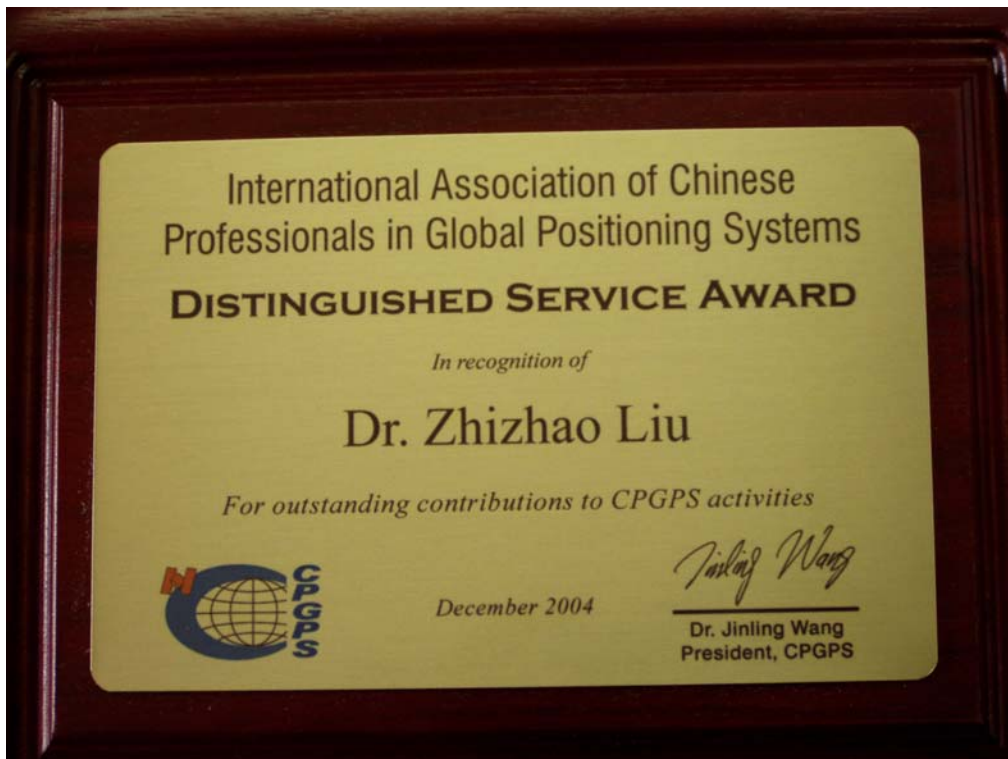 International Association of Chinese
Professionals in Global Positioning Systems
DISTINGUISHED SERVICE AWARD
In recognition of
Dr. Zhizhao Liu
For outstanding contributions to CPGPS activities
CPGPS
December 2004
Jinling Wang
Dr. Jinling Wang
President, CPGPS